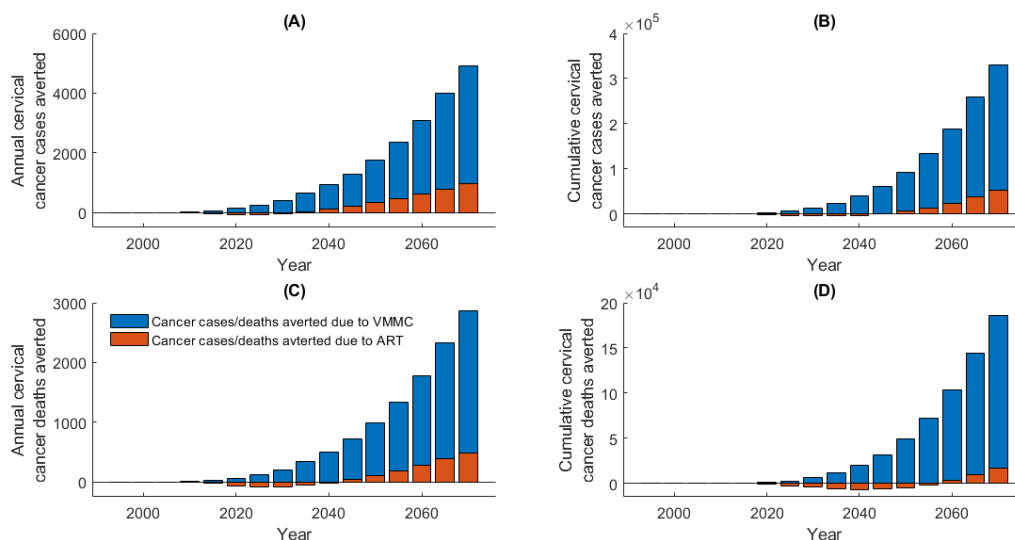 (A)
6000
4000
2000
0
Annual cervical
cancer cases averted
2000
2020
2040
2060
Year
(B)
×10^5
4
3
2
1
0
Cumulative cervical
cancer cases averted
2000
2020
2040
2060
Year
(C)
3000
2000
1000
0
Annual cervical
cancer deaths averted
Cancer cases/deaths averted due to VMMC
Cancer cases/deaths avterted due to ART
2000
2020
2040
2060
Year
(D)
×10^4
20
15
10
5
0
Cumulative cervical
cancer deaths averted
2000
2020
2040
2060
Year